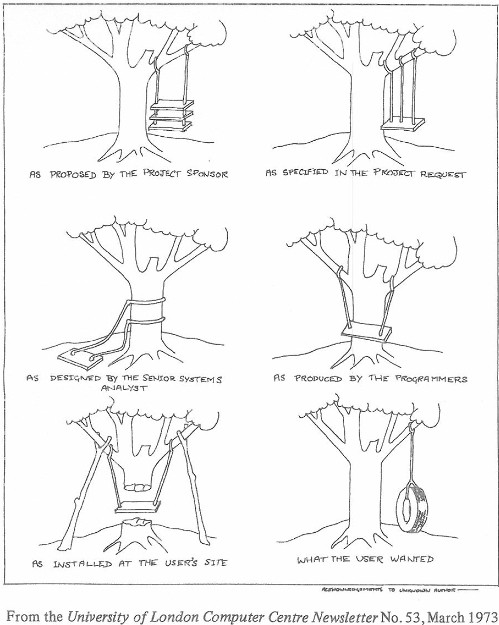 AS PROPOSED BY THE PROJECT SPONSOR
AS SPECIFIED IN THE PROJECT REQUEST
AS DESIGNED BY THE SENIOR SYSTEMS
ANALYST
AS PRODUCED BY THE PROGRAMMERS
AS INSTALLED AT THE USER'S SITE
WHAT THE USER WANTED
ACKNOWLEDGEMENTS TO UNKNOWN AUTHOR
From the University of London Computer Centre Newsletter No. 53, March 1973